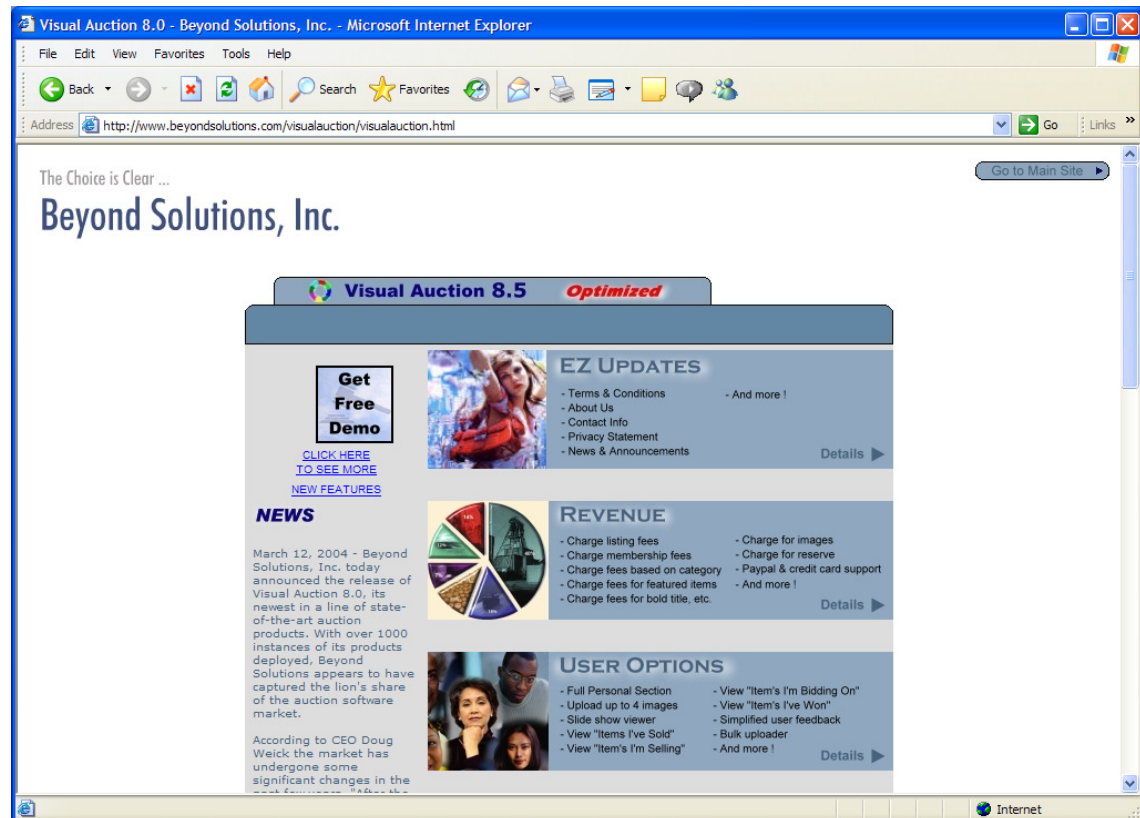 Visual Auction 8.0 - Beyond Solutions, Inc. - Microsoft Internet Explorer
File Edit View Favorites Tools Help
Back Search Favorites
Address http://www.beyondsolutions.com/visualauction/visualauction.html Go Links »
Go to Main Site
The Choice is Clear ...
Beyond Solutions, Inc.
Visual Auction 8.5 Optimized
Get
Free
Demo
CLICK HERE
TO SEE MORE
NEW FEATURES
NEWS
March 12, 2004 - Beyond
Solutions, Inc. today
announced the release of
Visual Auction 8.0, its
newest in a line of state-
of-the-art auction
products. With over 1000
instances of its products
deployed, Beyond
Solutions appears to have
captured the lion's share
of the auction software
market.
According to CEO Doug
Weick the market has
undergone some
significant changes in the
past few years. "After the
EZ UPDATES
- Terms & Conditions
- About Us
- Contact Info
- Privacy Statement
- News & Announcements
- And more !
Details
REVENUE
- Charge listing fees
- Charge membership fees
- Charge fees based on category
- Charge fees for featured items
- Charge fees for bold title, etc.
- Charge for images
- Charge for reserve
- Paypal & credit card support
- And more !
Details
USER OPTIONS
- Full Personal Section
- Upload up to 4 images
- Slide show viewer
- View "Items I've Sold"
- View "Item's I'm Selling"
- View "Item's I'm Bidding On"
- View "Item's I've Won"
- Simplified user feedback
- Bulk uploader
- And more !
Details
Internet